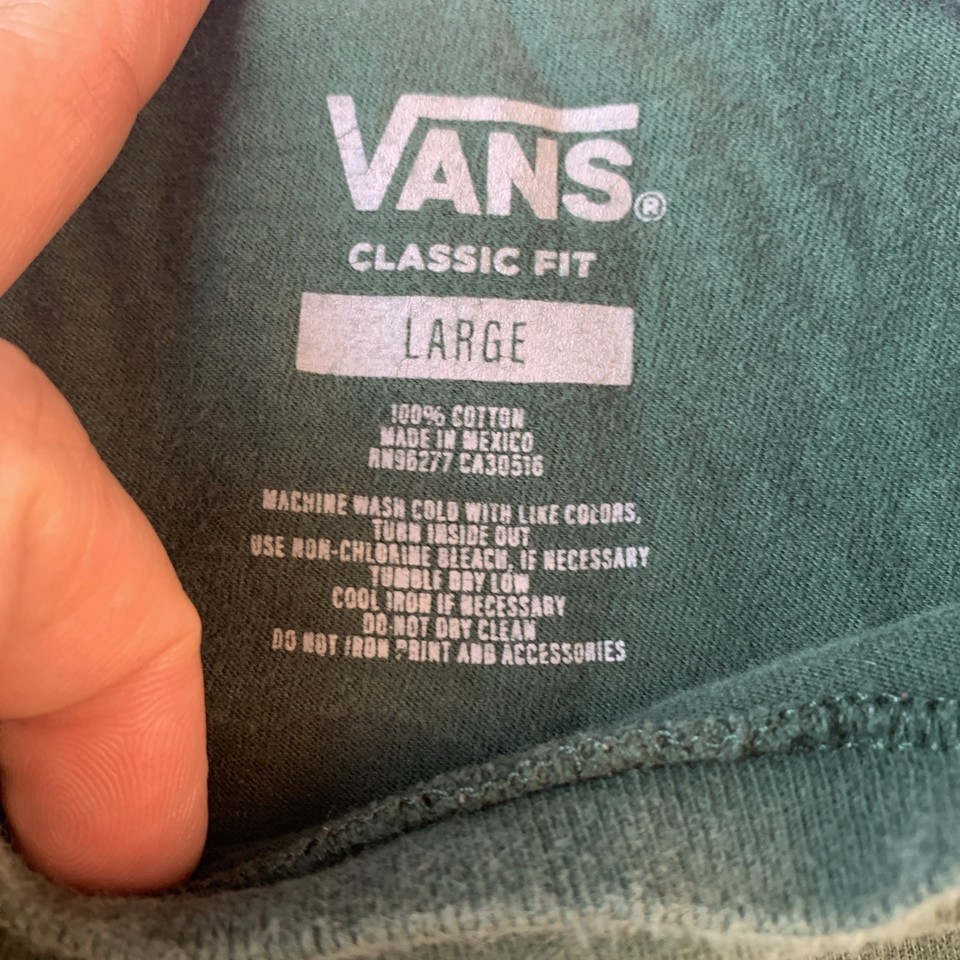 VANS®
CLASSIC FIT
LARGE
100% COTTON
MADE IN MEXICO
RN96277 CA30516
MACHINE WASH COLD WITH LIKE COLORS,
TURN INSIDE OUT
USE NON-CHLORINE BLEACH, IF NECESSARY
TUMBLE DRY LOW
COOL IRON IF NECESSARY
DO NOT DRY CLEAN
DO NOT IRON PRINT AND ACCESSORIES